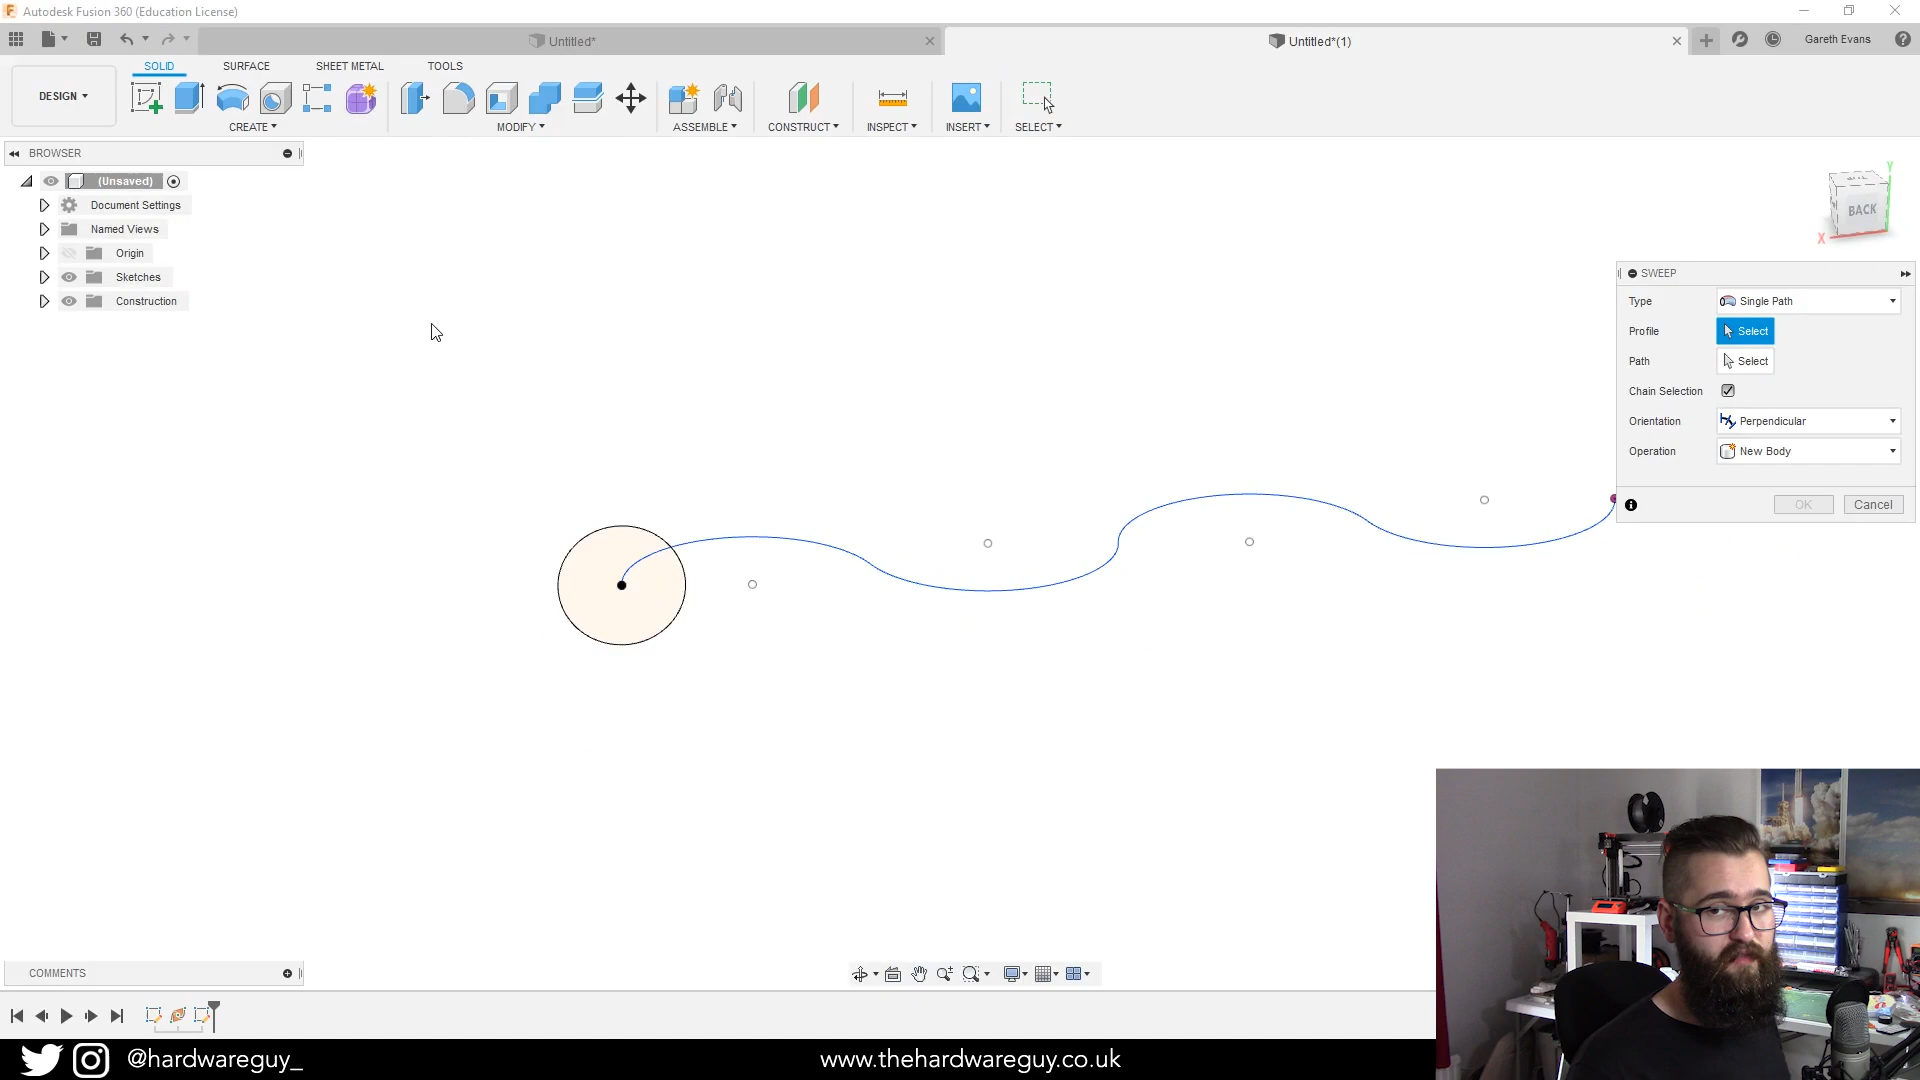 Autodesk Fusion 360 (Education License)
Untitled*
Untitled*(1)
Gareth Evans
DESIGN
SOLID
SURFACE
SHEET METAL
TOOLS
CREATE
MODIFY
ASSEMBLE
CONSTRUCT
INSPECT
INSERT
SELECT
BROWSER
(Unsaved)
Document Settings
Named Views
Origin
Sketches
Construction
Y
BACK
X
SWEEP
Type
Single Path
Profile
Select
Path
Select
Chain Selection
Orientation
Perpendicular
Operation
New Body
OK
Cancel
COMMENTS
@hardwareguy_
www.thehardwareguy.co.uk